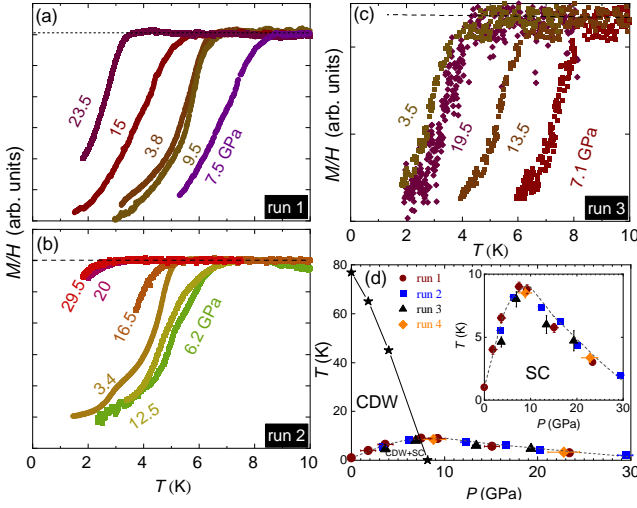 (a)
23.5
15
3.8
9.5
7.5 GPa
run 1
M/H (arb. units)
(b)
29.5
20
16.5
3.4
12.5
6.2 GPa
run 2
0 2 4 6 8 10
T (K)
(c)
M/H (arb. units)
3.5
19.5
13.5
7.1 GPa
run 3
0 2 4 6 8 10
T (K)
(d)
80
60
40
20
0
T (K)
run 1
run 2
run 3
run 4
CDW
CDW+SC
0 10 20 30
P (GPa)
10
5
0
T (K)
SC
0 5 10 15 20 25 30
P (GPa)